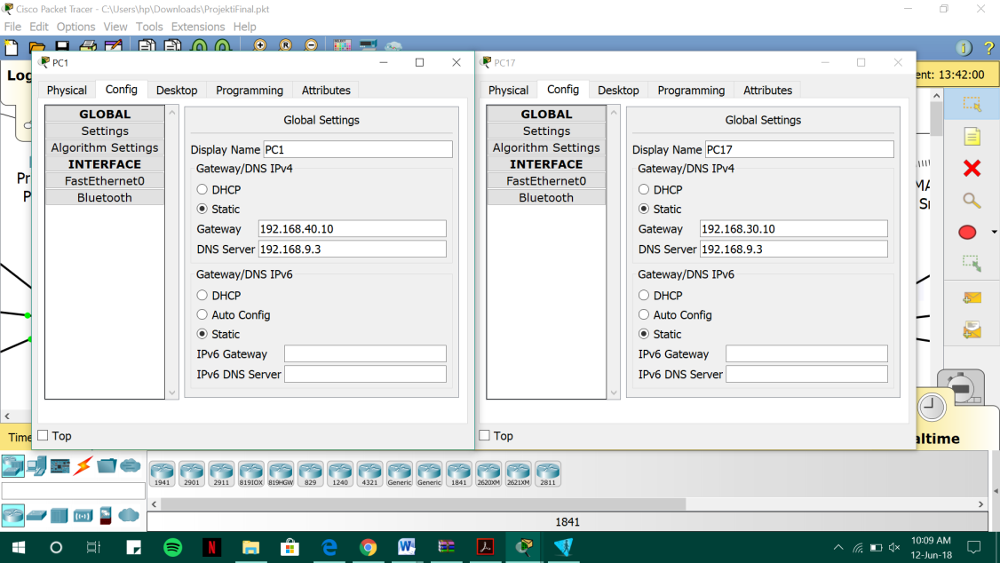 Cisco Packet Tracer - C:\Users\hp\Downloads\ProjektiFinal.pkt
File Edit Options View Tools Extensions Help
PC1
Physical Config Desktop Programming Attributes
GLOBAL
Settings
Algorithm Settings
INTERFACE
FastEthernet0
Bluetooth
Global Settings
Display Name PC1
Gateway/DNS IPv4
DHCP
Static
Gateway 192.168.40.10
DNS Server 192.168.9.3
Gateway/DNS IPv6
DHCP
Auto Config
Static
IPv6 Gateway
IPv6 DNS Server
Top
PC17
Physical Config Desktop Programming Attributes
GLOBAL
Settings
Algorithm Settings
INTERFACE
FastEthernet0
Bluetooth
Global Settings
Display Name PC17
Gateway/DNS IPv4
DHCP
Static
Gateway 192.168.30.10
DNS Server 192.168.9.3
Gateway/DNS IPv6
DHCP
Auto Config
Static
IPv6 Gateway
IPv6 DNS Server
Top
Log
Pr
P
ent: 13:42:00
MA
Sr
Time
altime
1941 2901 2911 819IOX 819HGW 829 1240 4321 Generic Generic 1841 2620XM 2621XM 2811
1841
10:09 AM
12-Jun-18